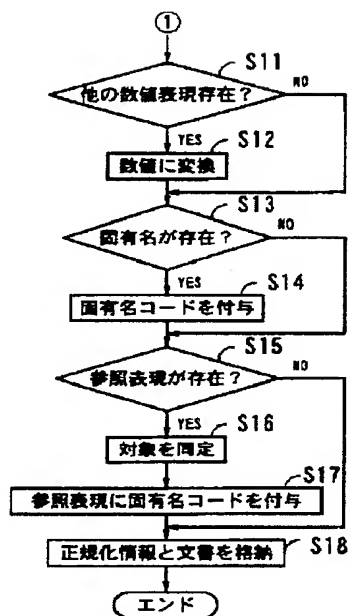 ①
S11
他の数値表現存在?
NO
YES
S12
数値に変換
S13
固有名が存在?
NO
YES
S14
固有名コードを付与
S15
参照表現が存在?
NO
YES
S16
対象を同定
S17
参照表現に固有名コードを付与
正規化情報と文書を格納
S18
エンド